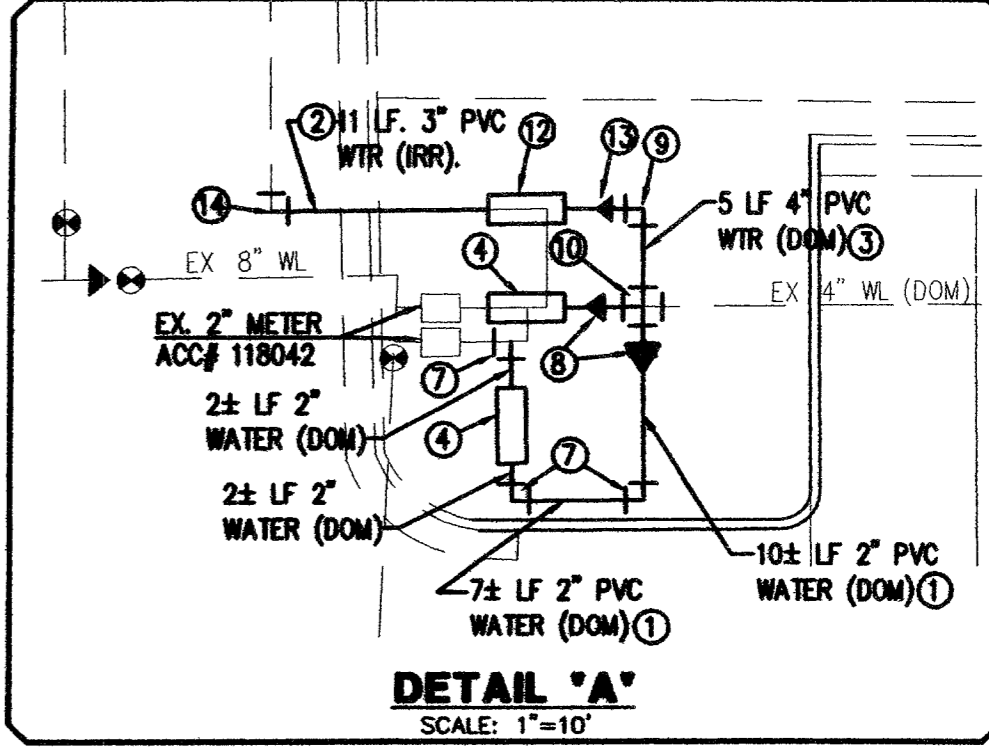 ② 11 LF. 3" PVC
WTR (IRR).
⑫
⑬
⑨
⑭
5 LF 4" PVC
WTR (DOM) ③
④
⑩
EX 8" WL
EX 4" WL (DOM)
EX. 2" METER
ACC# 118042
⑦
⑧
2± LF 2"
WATER (DOM)
④
⑦
2± LF 2"
WATER (DOM)
10± LF 2" PVC
WATER (DOM) ①
7± LF 2" PVC
WATER (DOM) ①
DETAIL "A"
SCALE: 1"=10'